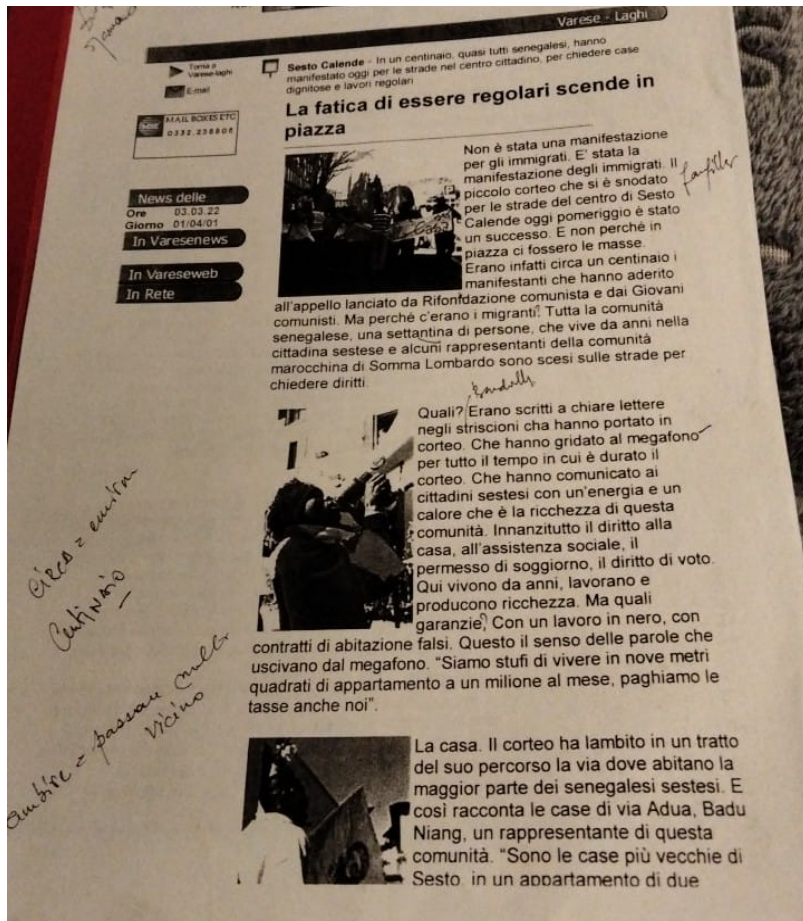 Varese - Laghi
Torna a
Varese-laghi
E-mail
MAIL BOXES ETC
0332.236806
News delle
Ore 03.03.22
Giorno 01/04/01
In Varesenews
In Vareseweb
In Rete
Sesto Calende - In un centinaio, quasi tutti senegalesi, hanno
manifestato oggi per le strade nel centro cittadino, per chiedere case
dignitose e lavori regolari
La fatica di essere regolari scende in
piazza
Non è stata una manifestazione
per gli immigrati. E' stata la
manifestazione degli immigrati. Il
piccolo corteo che si è snodato
per le strade del centro di Sesto
Calende oggi pomeriggio è stato
un successo. E non perchè in
piazza ci fossero le masse.
Erano infatti circa un centinaio i
manifestanti che hanno aderito
all'appello lanciato da Rifonfdazione comunista e dai Giovani
comunisti. Ma perché c'erano i migranti. Tutta la comunità
senegalese, una settantina di persone, che vive da anni nella
cittadina sestese e alcuni rappresentanti della comunità
marocchina di Somma Lombardo sono scesi sulle strade per
chiedere diritti.
Quali? Erano scritti a chiare lettere
negli striscioni cha hanno portato in
corteo. Che hanno gridato al megafono
per tutto il tempo in cui è durato il
corteo. Che hanno comunicato ai
cittadini sestesi con un'energia e un
calore che è la ricchezza di questa
comunità. Innanzitutto il diritto alla
casa, all'assistenza sociale, il
permesso di soggiorno, il diritto di voto.
Qui vivono da anni, lavorano e
producono ricchezza. Ma quali
garanzie? Con un lavoro in nero, con
contratti di abitazione falsi. Questo il senso delle parole che
uscivano dal megafono. “Siamo stufi di vivere in nove metri
quadrati di appartamento a un milione al mese, paghiamo le
tasse anche noi”.
circa =
Centinaio
= passare
vicino
La casa. Il corteo ha lambito in un tratto
del suo percorso la via dove abitano la
maggior parte dei senegalesi sestesi. E
così racconta le case di via Adua, Badu
Niang, un rappresentante di questa
comunità. “Sono le case più vecchie di
Sesto, in un appartamento di due